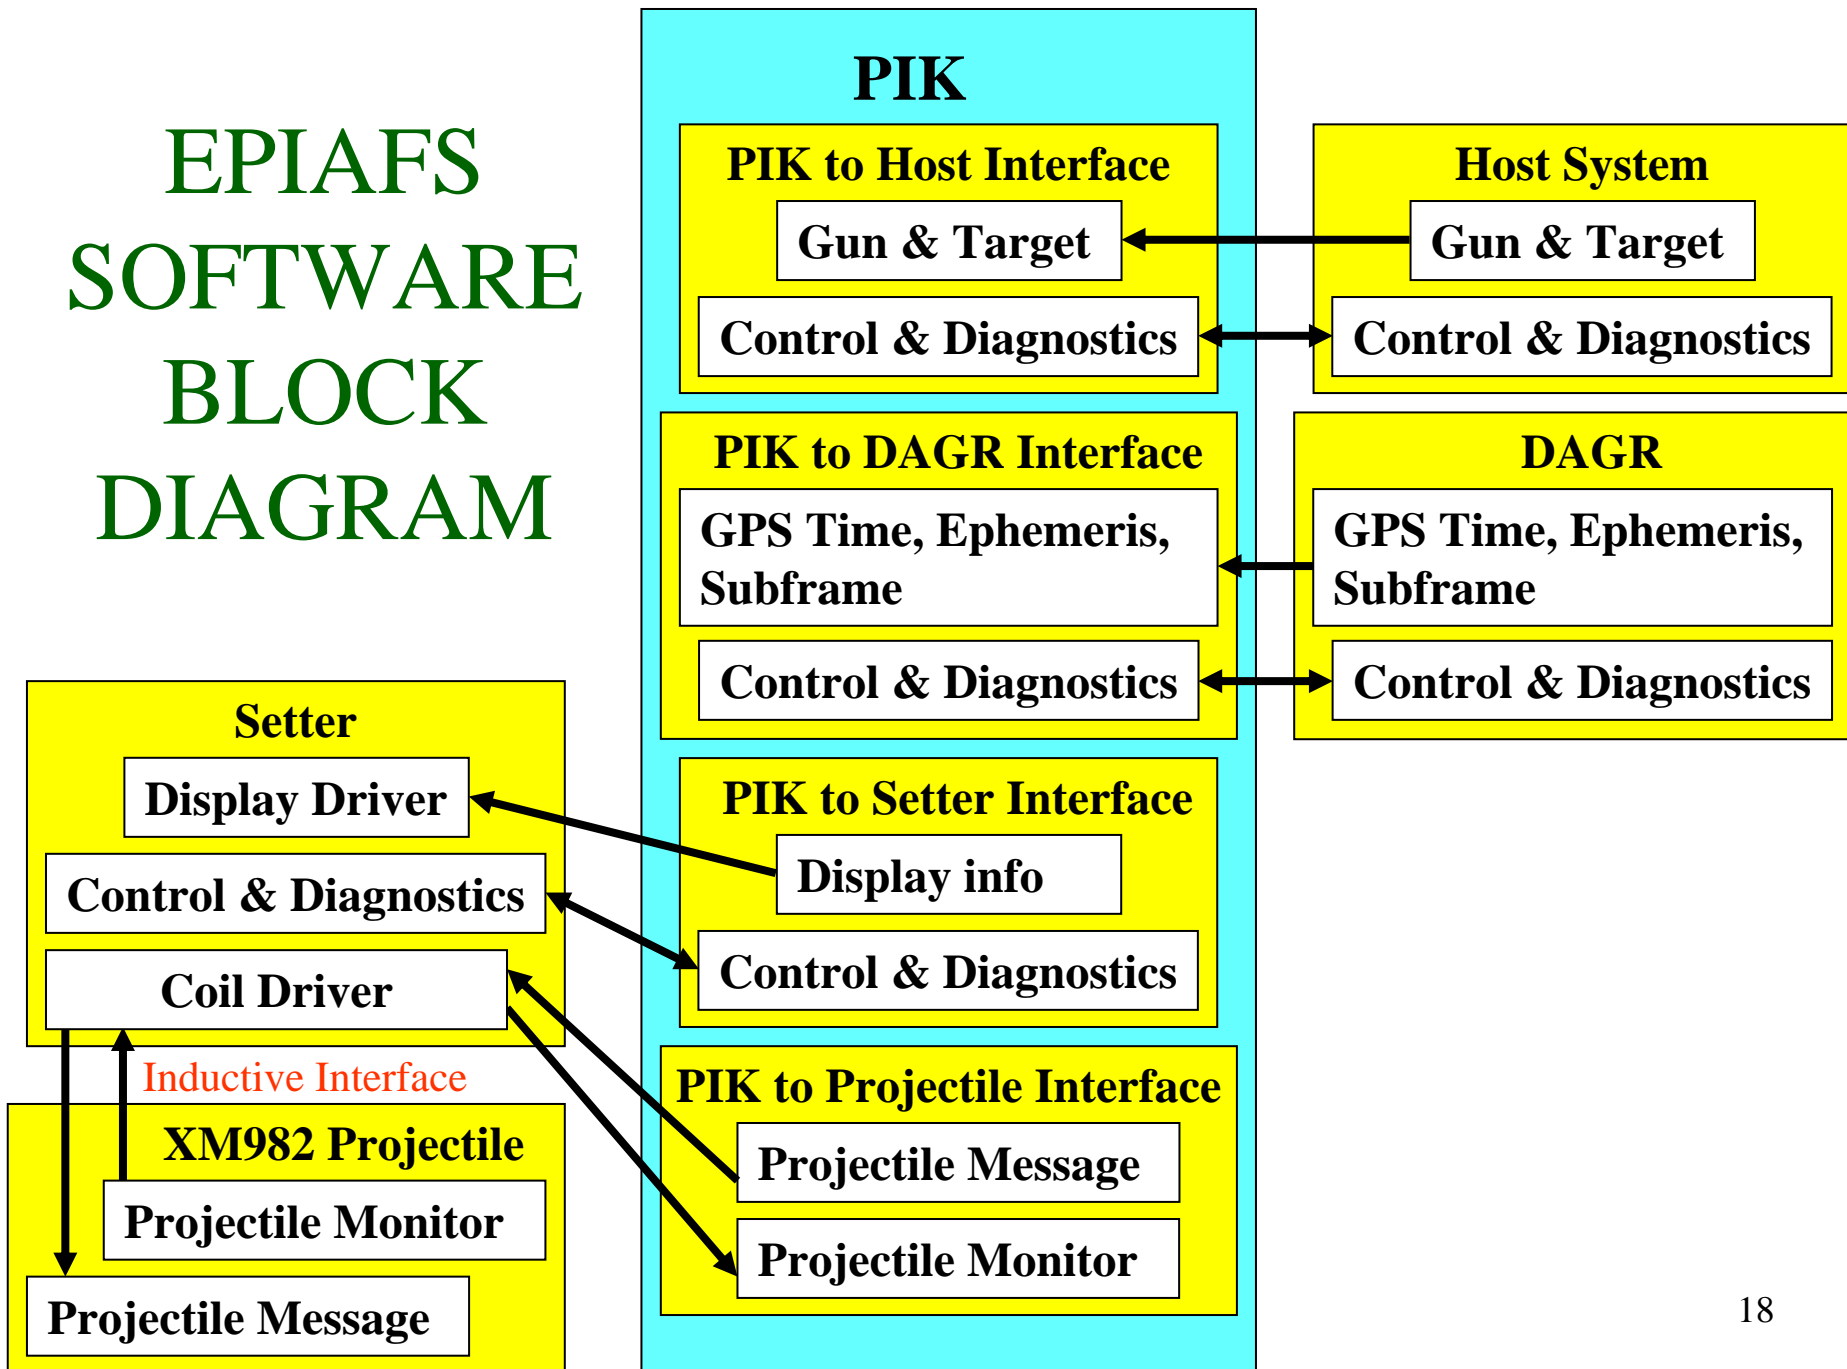 EPIAFS
SOFTWARE
BLOCK
DIAGRAM
PIK
PIK to Host Interface
Gun & Target
Control & Diagnostics
Host System
Gun & Target
Control & Diagnostics
PIK to DAGR Interface
GPS Time, Ephemeris,
Subframe
Control & Diagnostics
DAGR
GPS Time, Ephemeris,
Subframe
Control & Diagnostics
Setter
Display Driver
Control & Diagnostics
Coil Driver
PIK to Setter Interface
Display info
Control & Diagnostics
Inductive Interface
XM982 Projectile
Projectile Monitor
Projectile Message
PIK to Projectile Interface
Projectile Message
Projectile Monitor
18